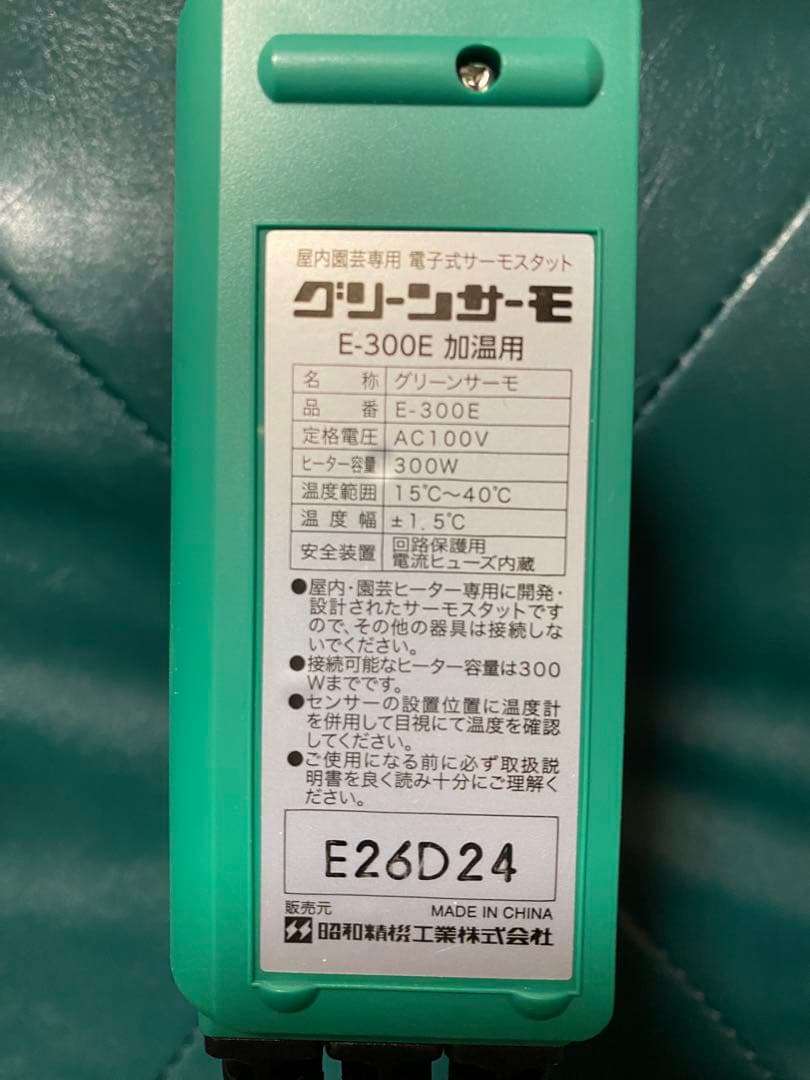 屋内園芸専用 電子式サーモスタット
グリーンサーモ
E-300E 加温用
名 称 グリーンサーモ
品 番 E-300E
定格電圧 AC100V
ヒーター容量 300W
温度範囲 15℃〜40℃
温度幅 ±1.5℃
安全装置 回路保護用
電流ヒューズ内蔵
●屋内・園芸ヒーター専用に開発・
設計されたサーモスタットです
ので、その他の器具は接続しな
いでください。
●接続可能なヒーター容量は300
Wまでです。
●センサーの設置位置に温度計
を併用して目視にて温度を確認
してください。
●ご使用になる前に必ず取扱説
明書を良く読み十分にご理解く
ださい。
E26D24
販売元 MADE IN CHINA
昭和精機工業株式会社